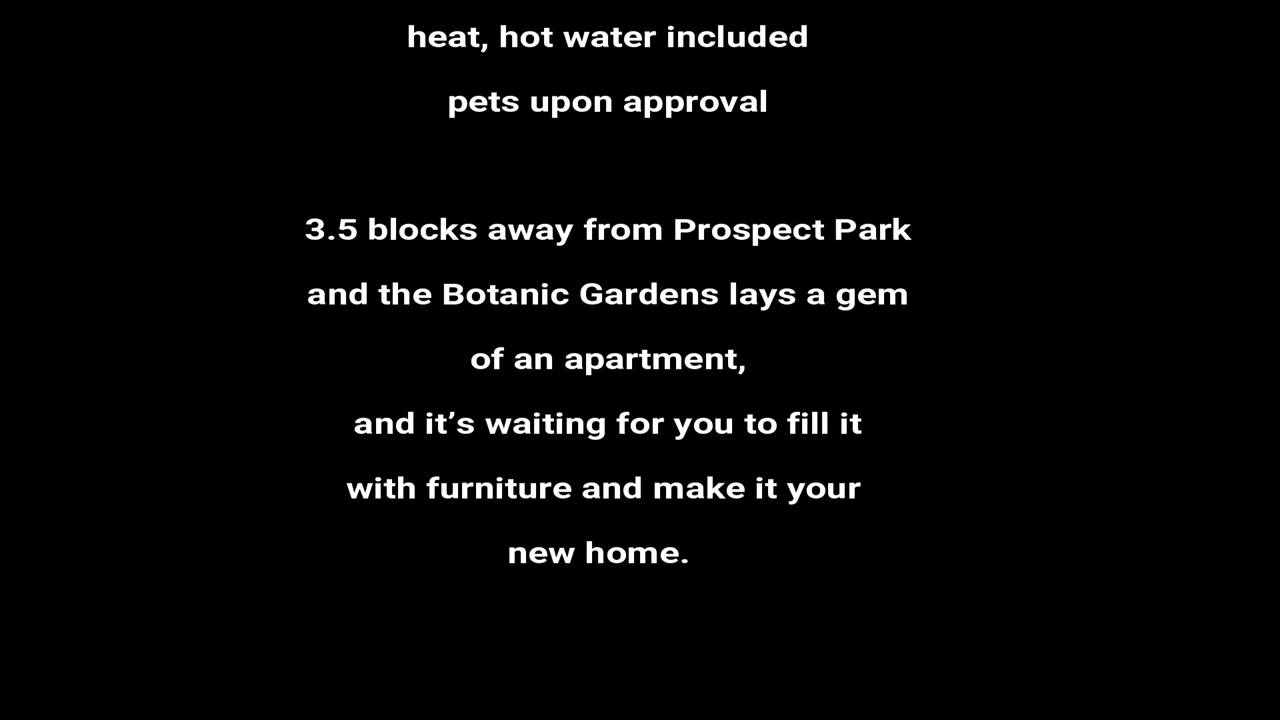 heat, hot water included
pets upon approval
3.5 blocks away from Prospect Park
and the Botanic Gardens lays a gem
of an apartment,
and it’s waiting for you to fill it
with furniture and make it your
new home.